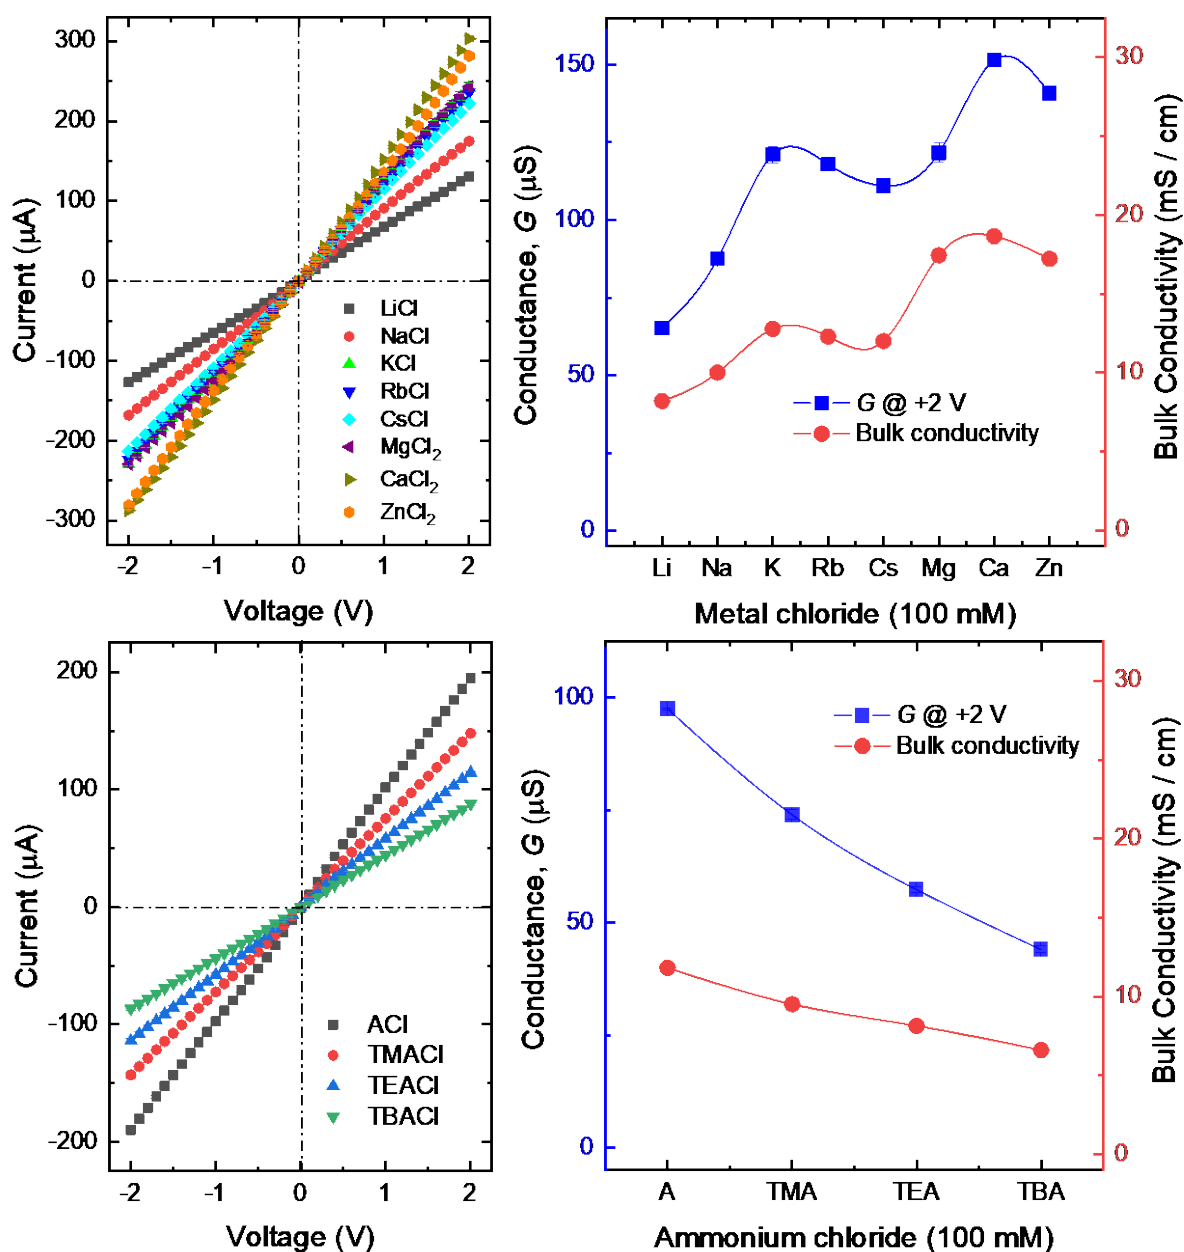 300
200
100
0
-100
-200
-300
Current (μA)
-2 -1 0 1 2
Voltage (V)
LiCl
NaCl
KCl
RbCl
CsCl
MgCl₂
CaCl₂
ZnCl₂
150
100
50
0
Conductance, G (μS)
G @ +2 V
Bulk conductivity
30
20
10
0
Bulk Conductivity (mS / cm)
Li Na K Rb Cs Mg Ca Zn
Metal chloride (100 mM)
200
100
0
-100
-200
Current (μA)
-2 -1 0 1 2
Voltage (V)
ACl
TMACl
TEACl
TBACl
100
50
0
Conductance, G (μS)
G @ +2 V
Bulk conductivity
30
20
10
0
Bulk Conductivity (mS / cm)
A TMA TEA TBA
Ammonium chloride (100 mM)